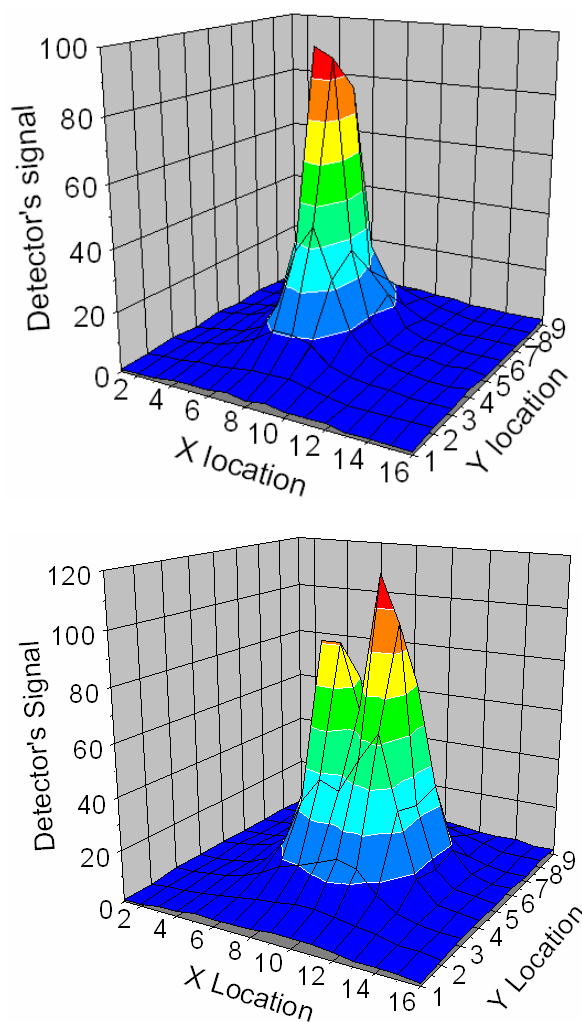 100
80
60
40
20
0
Detector's signal
2 4 6 8 10 12 14 16
X location
1 2 3 4 5 6 7 8 9
Y location
120
100
80
60
40
20
0
Detector's Signal
2 4 6 8 10 12 14 16
X Location
1 2 3 4 5 6 7 8 9
Y Location